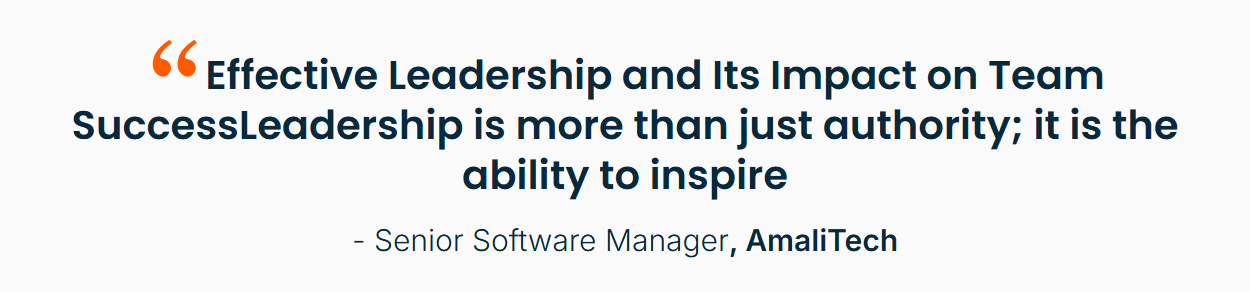 “Effective Leadership and Its Impact on Team
SuccessLeadership is more than just authority; it is the
ability to inspire
- Senior Software Manager, AmaliTech